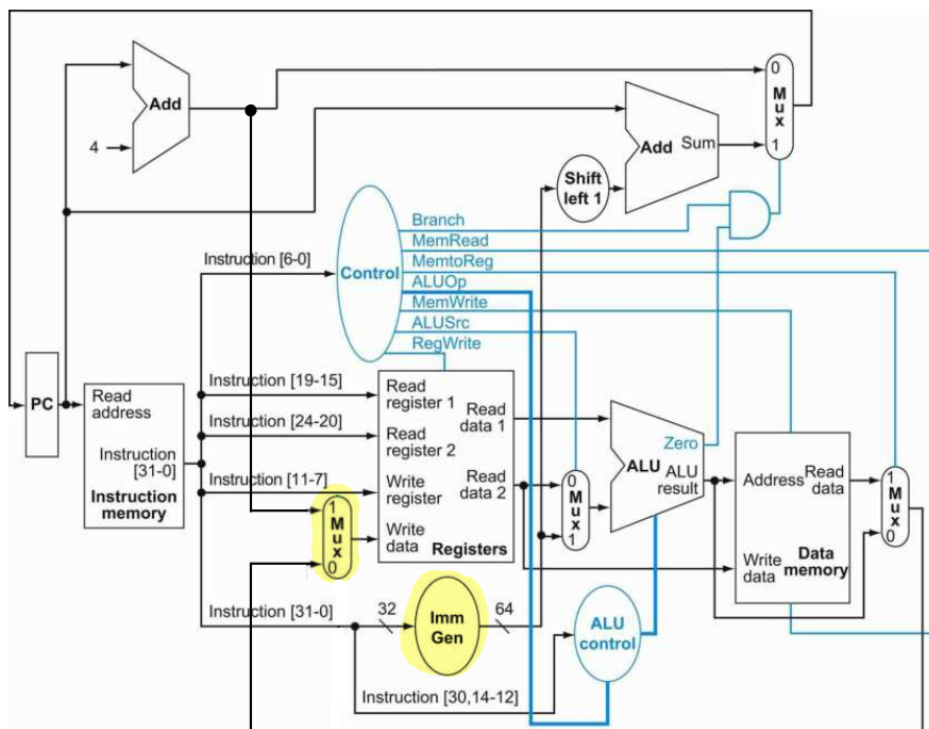 Add
4
0
Mux
1
Add Sum
Shift
left 1
Branch
MemRead
MemtoReg
ALUOp
MemWrite
ALUSrc
RegWrite
Control
Instruction [6-0]
PC
Read
address
Instruction
[31-0]
Instruction
memory
Instruction [19-15]
Instruction [24-20]
Instruction [11-7]
Read
register 1
Read
register 2
Write
register
Write
data
Read
data 1
Read
data 2
Registers
1
Mux
0
0
Mux
1
Zero
ALU
ALU
result
Address
Read
data
Write
data
Data
memory
1
Mux
0
Instruction [31-0]
32
Imm
Gen
64
ALU
control
Instruction [30,14-12]